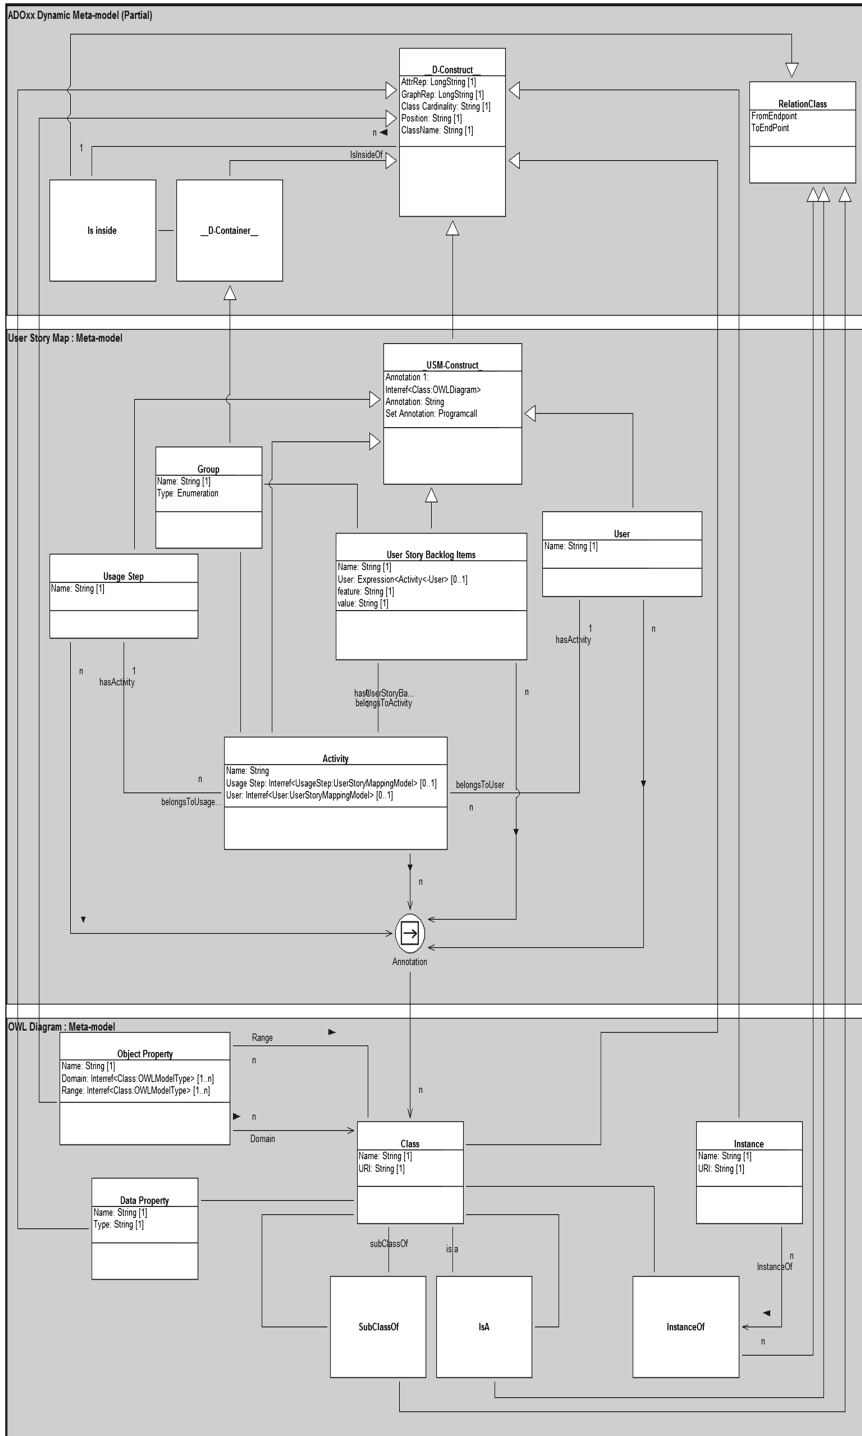 ADOxx Dynamic Meta-model (Partial)
__D-Construct__
AttrRep: LongString [1]
GraphRep: LongString [1]
Class Cardinality: String [1]
Position: String [1]
ClassName: String [1]
RelationClass
FromEndpoint
ToEndPoint
n
1
IsInsideOf
Is inside
__D-Container__
User Story Map : Meta-model
_USM-Construct_
Annotation 1:
Interref<Class:OWLDiagram>
Annotation: String
Set Annotation: Programcall
Group
Name: String [1]
Type: Enumeration
User
Name: String [1]
User Story Backlog Items
Name: String [1]
User: Expression<Activity<-User> [0..1]
feature: String [1]
value: String [1]
Usage Step
Name: String [1]
n
1
hasActivity
1
hasActivity
n
n
hasUserStoryBa...
belongsToActivity
Activity
Name: String
Usage Step: Interref<UsageStep:UserStoryMappingModel> [0..1]
User: Interref<User:UserStoryMappingModel> [0..1]
n
belongsToUsage...
belongsToUser
n
n
Annotation
OWL Diagram : Meta-model
Object Property
Name: String [1]
Domain: Interref<Class:OWLModelType> [1..n]
Range: Interref<Class:OWLModelType> [1..n]
Range
n
n
n
Domain
Class
Name: String [1]
URI: String [1]
Instance
Name: String [1]
URI: String [1]
Data Property
Name: String [1]
Type: String [1]
subClassOf
is a
n
InstanceOf
SubClassOf
IsA
InstanceOf
n